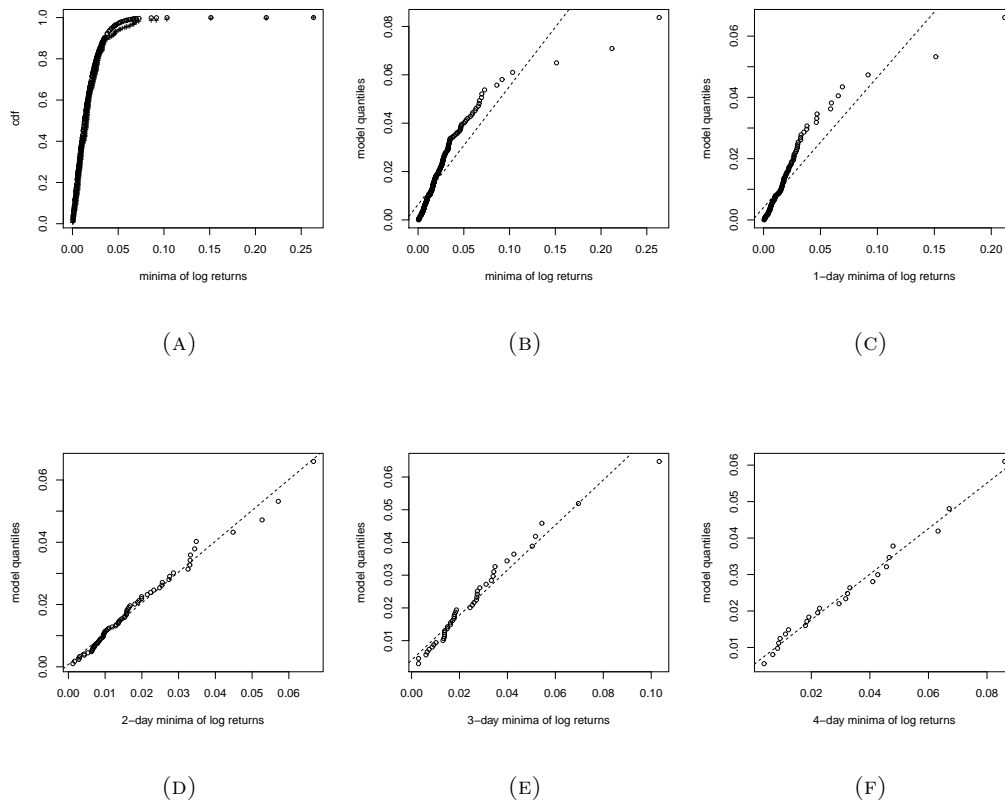 1.0
0.8
0.6
0.4
0.2
0.0
cdf
0.00 0.05 0.10 0.15 0.20 0.25
minima of log returns
(A)
0.08
0.06
0.04
0.02
0.00
model quantiles
0.00 0.05 0.10 0.15 0.20 0.25
minima of log returns
(B)
0.06
0.04
0.02
0.00
model quantiles
0.00 0.05 0.10 0.15 0.20
1−day minima of log returns
(C)
0.06
0.04
0.02
0.00
model quantiles
0.00 0.01 0.02 0.03 0.04 0.06
2−day minima of log returns
(D)
0.06
0.05
0.04
0.03
0.02
0.01
model quantiles
0.00 0.02 0.04 0.06 0.08 0.10
3−day minima of log returns
(E)
0.06
0.05
0.04
0.03
0.02
0.01
model quantiles
0.02 0.04 0.06 0.08
4−day minima of log returns
(F)